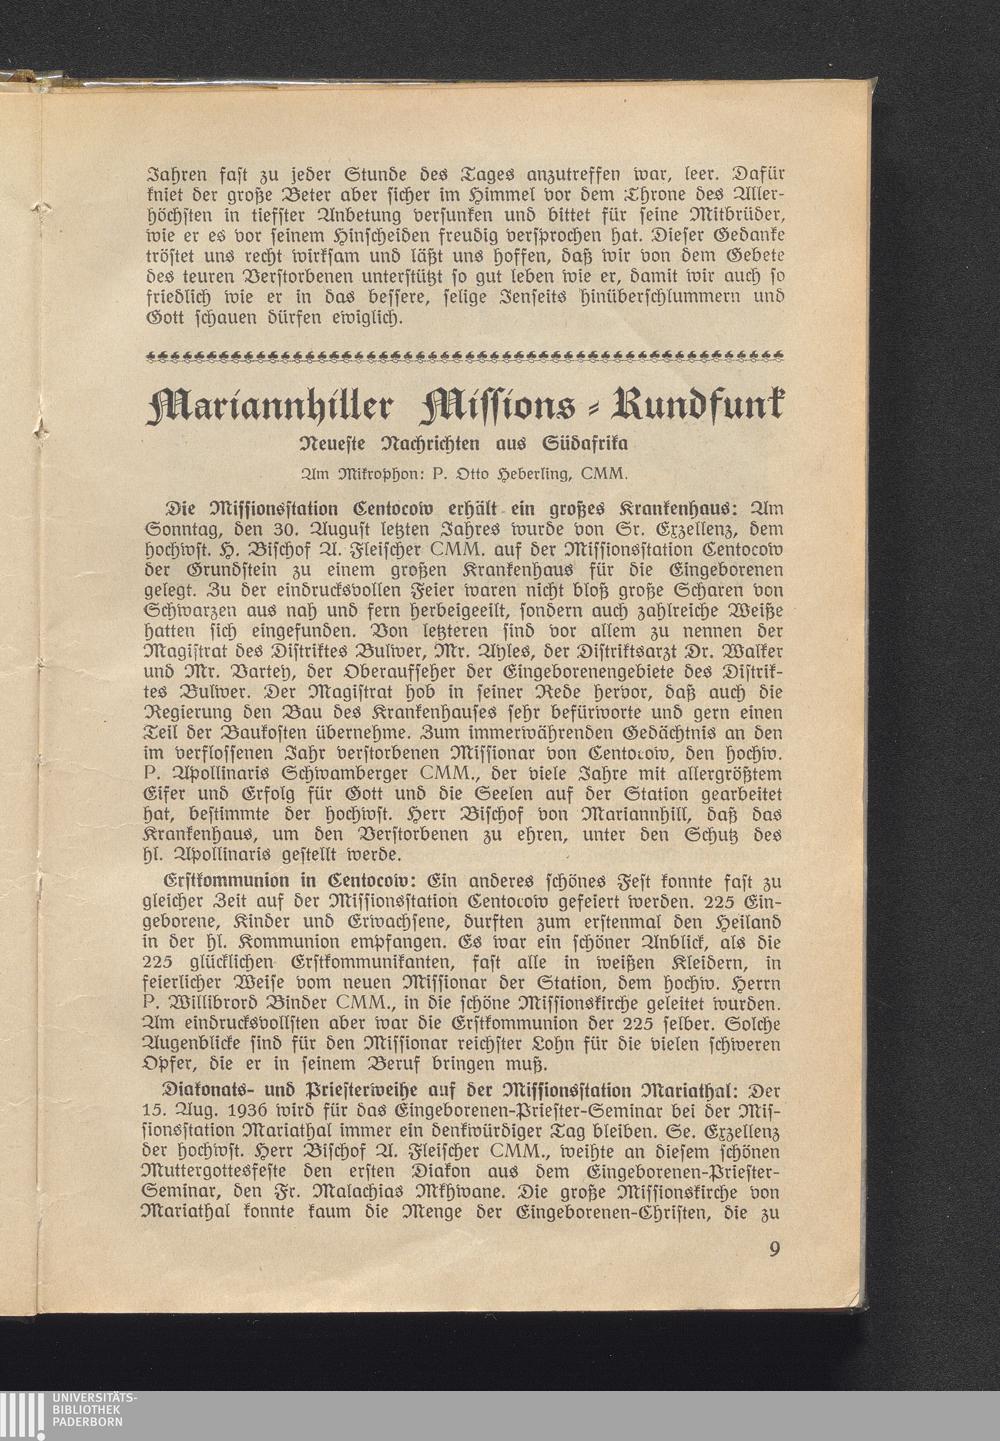 Jahren fast zu jeder Stunde des Tages anzutreffen war, leer. Dafür
kniet der große Beter aber sicher im Himmel vor dem Throne des Aller-
höchsten in tiefster Anbetung versunken und bittet für seine Mitbrüder,
wie er es vor seinem Hinscheiden freudig versprochen hat. Dieser Gedanke
tröstet uns recht wirksam und läßt uns hoffen, daß wir von dem Gebete
des teuren Verstorbenen unterstützt so gut leben wie er, damit wir auch so
friedlich wie er in das bessere, selige Jenseits hinüberschlummern und
Gott schauen dürfen ewiglich.
Mariannhiller Missions-Rundfunk
Neueste Nachrichten aus Südafrika
Am Mikrophon: P. Otto Heberling, CMM.
Die Missionsstation Centocow erhält ein großes Krankenhaus: Am
Sonntag, den 30. August letzten Jahres wurde von Sr. Exzellenz, dem
hochwst. H. Bischof A. Fleischer CMM. auf der Missionsstation Centocow
der Grundstein zu einem großen Krankenhaus für die Eingeborenen
gelegt. Zu der eindrucksvollen Feier waren nicht bloß große Scharen von
Schwarzen aus nah und fern herbeigeeilt, sondern auch zahlreiche Weiße
hatten sich eingefunden. Von letzteren sind vor allem zu nennen der
Magistrat des Distriktes Bulwer, Mr. Ayles, der Distriktsarzt Dr. Walker
und Mr. Vartey, der Oberaufseher der Eingeborenengebiete des Distrik-
tes Bulwer. Der Magistrat hob in seiner Rede hervor, daß auch die
Regierung den Bau des Krankenhauses sehr befürworte und gern einen
Teil der Baukosten übernehme. Zum immerwährenden Gedächtnis an den
im verflossenen Jahr verstorbenen Missionar von Centocow, den hochw.
P. Apollinaris Schwamberger CMM., der viele Jahre mit allergrößtem
Eifer und Erfolg für Gott und die Seelen auf der Station gearbeitet
hat, bestimmte der hochwst. Herr Bischof von Mariannhill, daß das
Krankenhaus, um den Verstorbenen zu ehren, unter den Schutz des
hl. Apollinaris gestellt werde.
Erstkommunion in Centocow: Ein anderes schönes Fest konnte fast zu
gleicher Zeit auf der Missionsstation Centocow gefeiert werden. 225 Ein-
geborene, Kinder und Erwachsene, durften zum erstenmal den Heiland
in der hl. Kommunion empfangen. Es war ein schöner Anblick, als die
225 glücklichen Erstkommunikanten, fast alle in weißen Kleidern, in
feierlicher Weise vom neuen Missionar der Station, dem hochw. Herrn
P. Willibrord Binder CMM., in die schöne Missionskirche geleitet wurden.
Am eindrucksvollsten aber war die Erstkommunion der 225 selber. Solche
Augenblicke sind für den Missionar reichster Lohn für die vielen schweren
Opfer, die er in seinem Beruf bringen muß.
Diakonats- und Priesterweihe auf der Missionsstation Mariathal: Der
15. Aug. 1936 wird für das Eingeborenen-Priester-Seminar bei der Mis-
sionsstation Mariathal immer ein denkwürdiger Tag bleiben. Se. Exzellenz
der hochwst. Herr Bischof A. Fleischer CMM., weihte an diesem schönen
Muttergottesfeste den ersten Diakon aus dem Eingeborenen-Priester-
Seminar, den Fr. Malachias Mkhwane. Die große Missionskirche von
Mariathal konnte kaum die Menge der Eingeborenen-Christen, die zu
9
UNIVERSITÄTS-
BIBLIOTHEK
PADERBORN